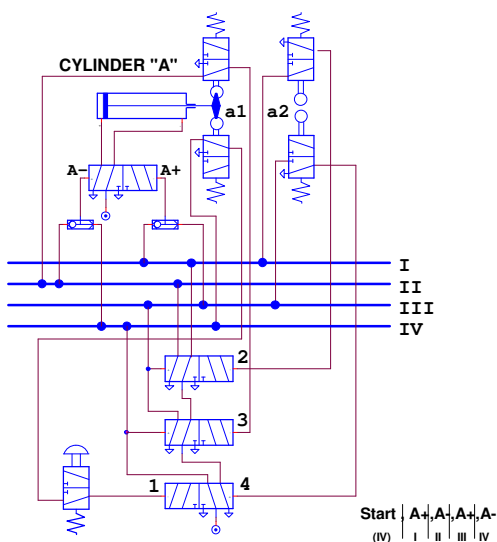 CYLINDER "A"
a1 a2
A- A+
I
II
III
IV
2
3
1 4
Start , A+,A-,A+,A-
(IV) I II III IV